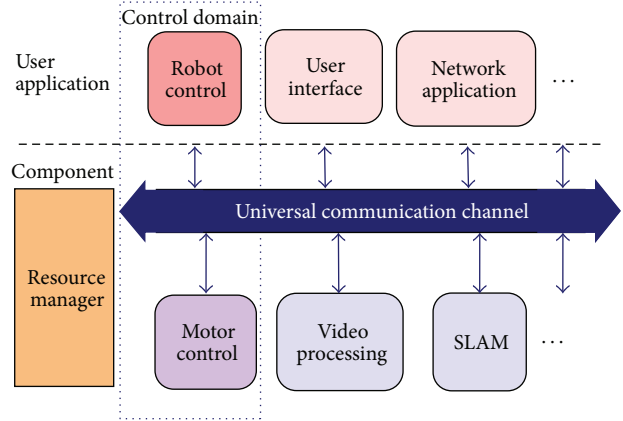 Control domain
User
application
Robot
control
User
interface
Network
application
...
Component
Universal communication channel
Resource
manager
Motor
control
Video
processing
SLAM
...